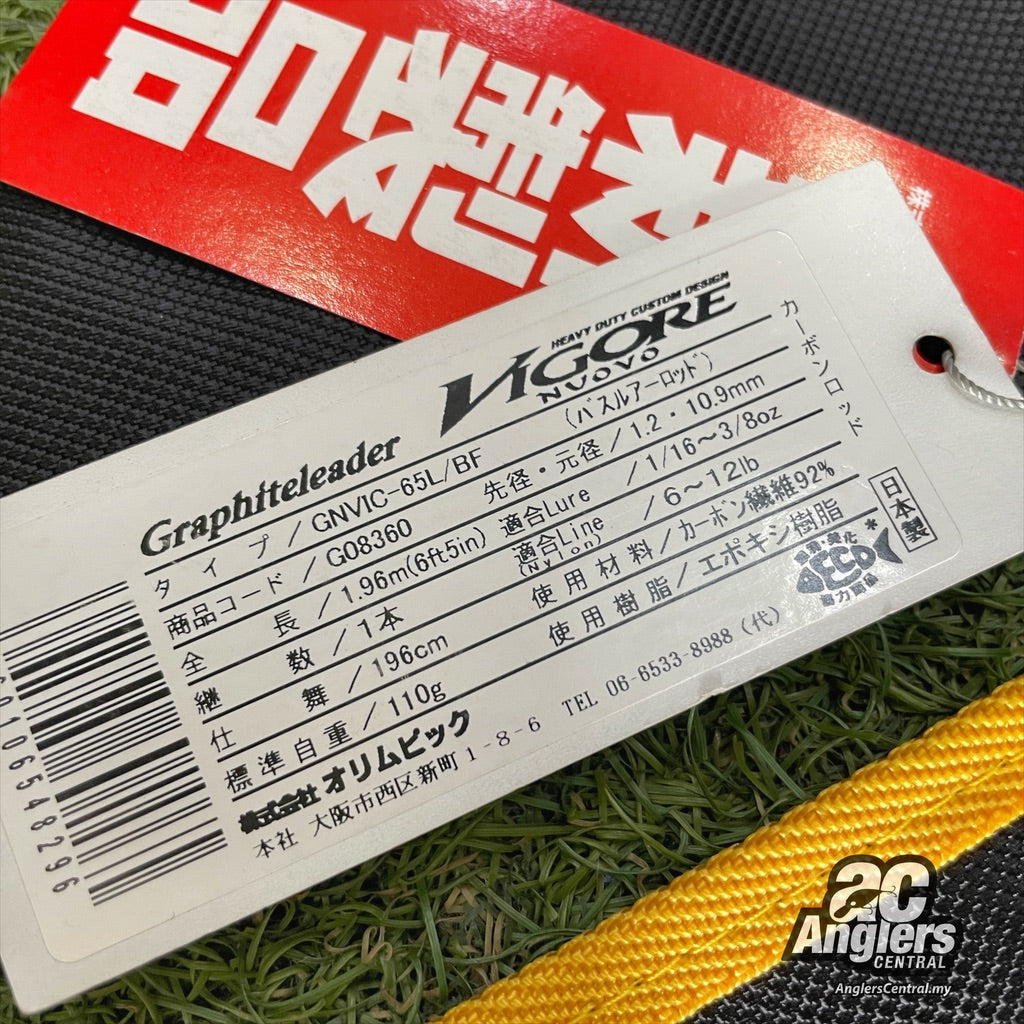 未試装品
Graphiteleader
HEAVY DUTY CUSTOM DESIGN
VIGORE
NUOVO
カーボンロッド
タイプ/GNVIC-65L/BF (バスルアーロッド)
商品コード/G08360 先径・元径/1.2・10.9mm
全長/1.96m(6ft5in) 適合Lure/1/16～3/8oz
継数/1本 適合Line(Nylon)/6～12lb
仕舞/196cm 使用材料/カーボン繊維92%
標準自重/110g 使用樹脂/エポキシ樹脂
日本製
株式会社 オリムピック
本社 大阪市西区新町1-8-6 TEL 06-6533-8988(代)
ac
Anglers
CENTRAL
AnglersCentral.my